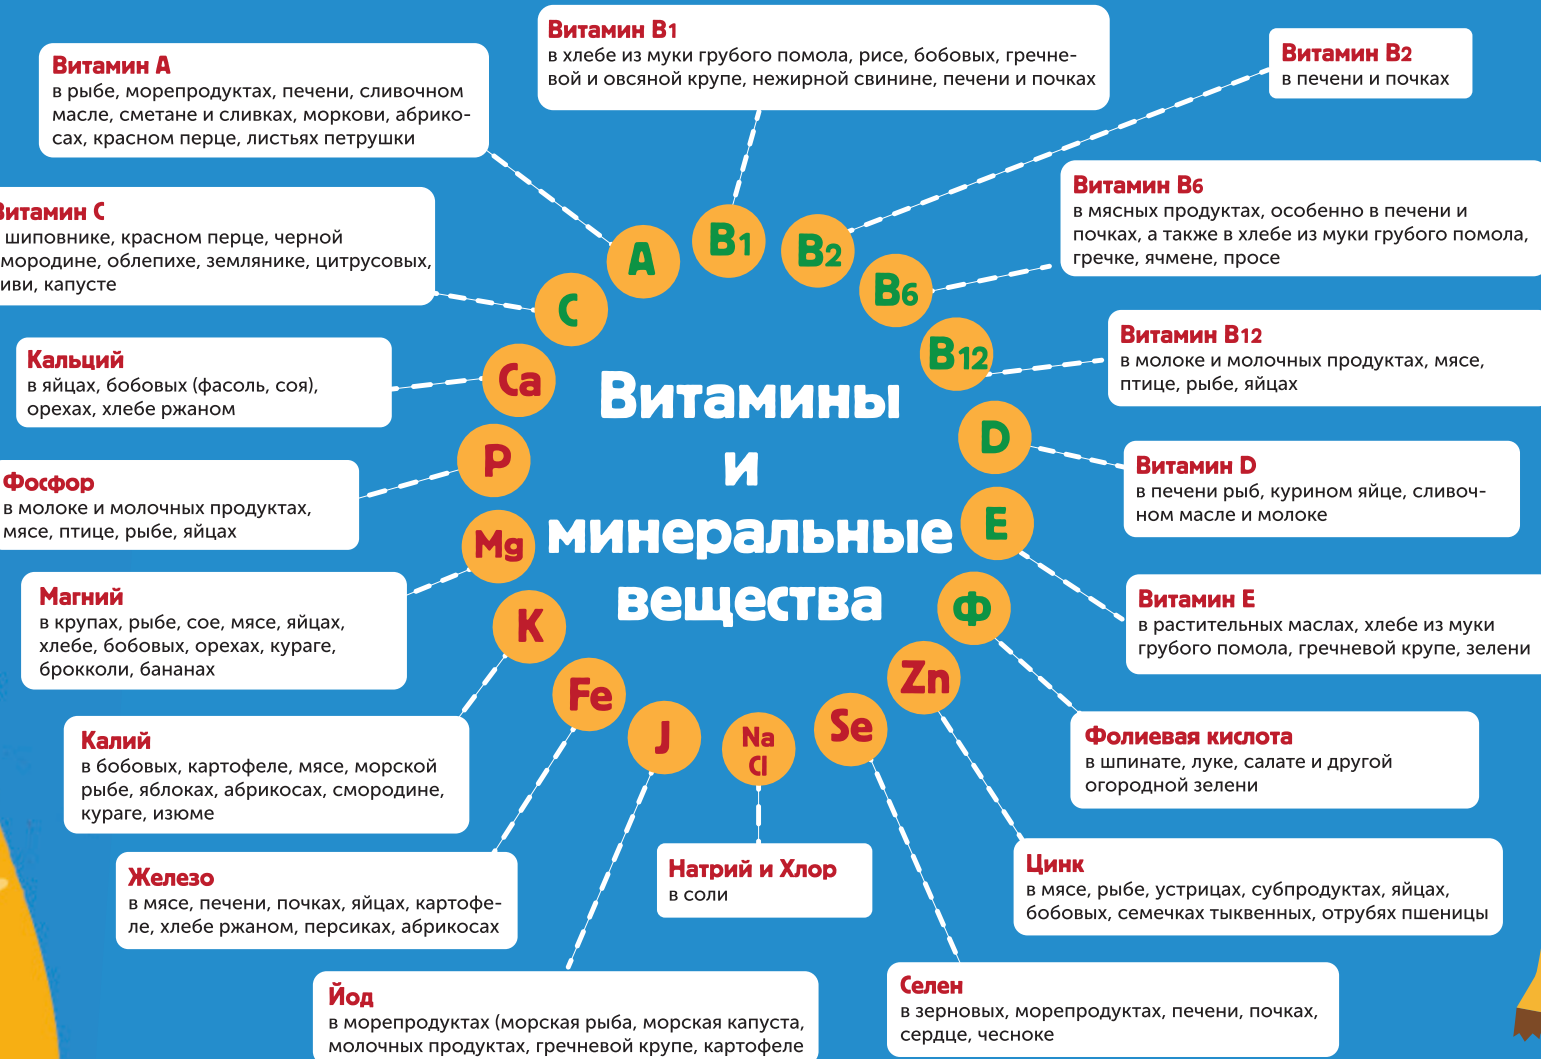 Витамин B1
в хлебе из муки грубого помола, рисе, бобовых, гречне-
вой и овсяной крупе, нежирной свинине, печени и почках
Витамин B2
в печени и почках
Витамин A
в рыбе, морепродуктах, печени, сливочном
масле, сметане и сливках, моркови, абрико-
сах, красном перце, листьях петрушки
Витамин B6
в мясных продуктах, особенно в печени и
почках, а также в хлебе из муки грубого помола,
гречке, ячмене, просе
Витамин C
шиповнике, красном перце, черной
мородине, облепихе, землянике, цитрусовых,
иви, капусте
Витамин B12
в молоке и молочных продуктах, мясе,
птице, рыбе, яйцах
Кальций
в яйцах, бобовых (фасоль, соя),
орехах, хлебе ржаном
Витамин D
в печени рыб, курином яйце, сливоч-
ном масле и молоке
Фосфор
в молоке и молочных продуктах,
мясе, птице, рыбе, яйцах
Витамин E
в растительных маслах, хлебе из муки
грубого помола, гречневой крупе, зелени
Магний
в крупах, рыбе, сое, мясе, яйцах,
хлебе, бобовых, орехах, кураге,
брокколи, бананах
Фолиевая кислота
в шпинате, луке, салате и другой
огородной зелени
Калий
в бобовых, картофеле, мясе, морской
рыбе, яблоках, абрикосах, смородине,
кураге, изюме
Цинк
в мясе, рыбе, устрицах, субпродуктах, яйцах,
бобовых, семечках тыквенных, отрубях пшеницы
Железо
в мясе, печени, почках, яйцах, картофе-
ле, хлебе ржаном, персиках, абрикосах
Натрий и Хлор
в соли
Селен
в зерновых, морепродуктах, печени, почках,
сердце, чесноке
Йод
в морепродуктах (морская рыба, морская капуста,
молочных продуктах, гречневой крупе, картофеле
Витамины
и
минеральные
вещества
A
B1
B2
B6
B12
D
E
Ф
Zn
Se
Na
Cl
J
Fe
K
Mg
P
Ca
C